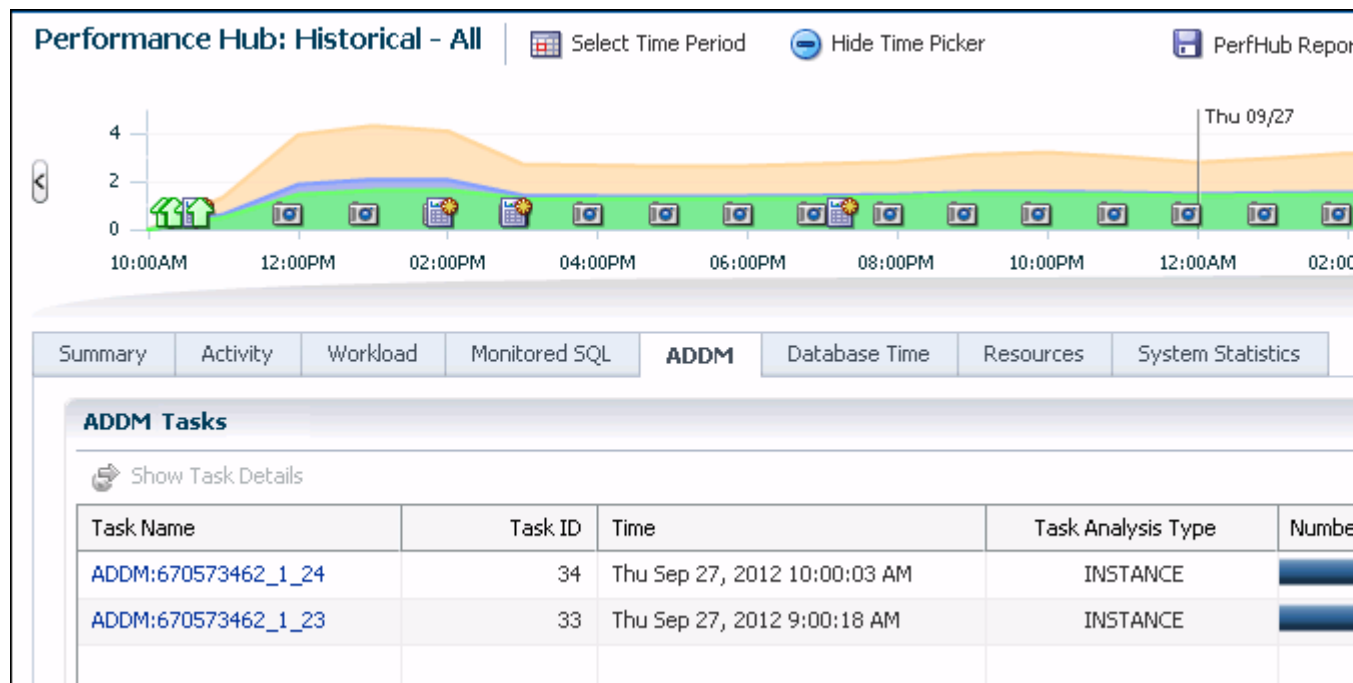 Performance Hub: Historical - All Select Time Period Hide Time Picker PerfHub Repor
Thu 09/27
4
2
0
10:00AM 12:00PM 02:00PM 04:00PM 06:00PM 08:00PM 10:00PM 12:00AM 02:00
Summary Activity Workload Monitored SQL ADDM Database Time Resources System Statistics
ADDM Tasks
Show Task Details
Task Name Task ID Time Task Analysis Type Numbe
ADDM:670573462_1_24 34 Thu Sep 27, 2012 10:00:03 AM INSTANCE
ADDM:670573462_1_23 33 Thu Sep 27, 2012 9:00:18 AM INSTANCE